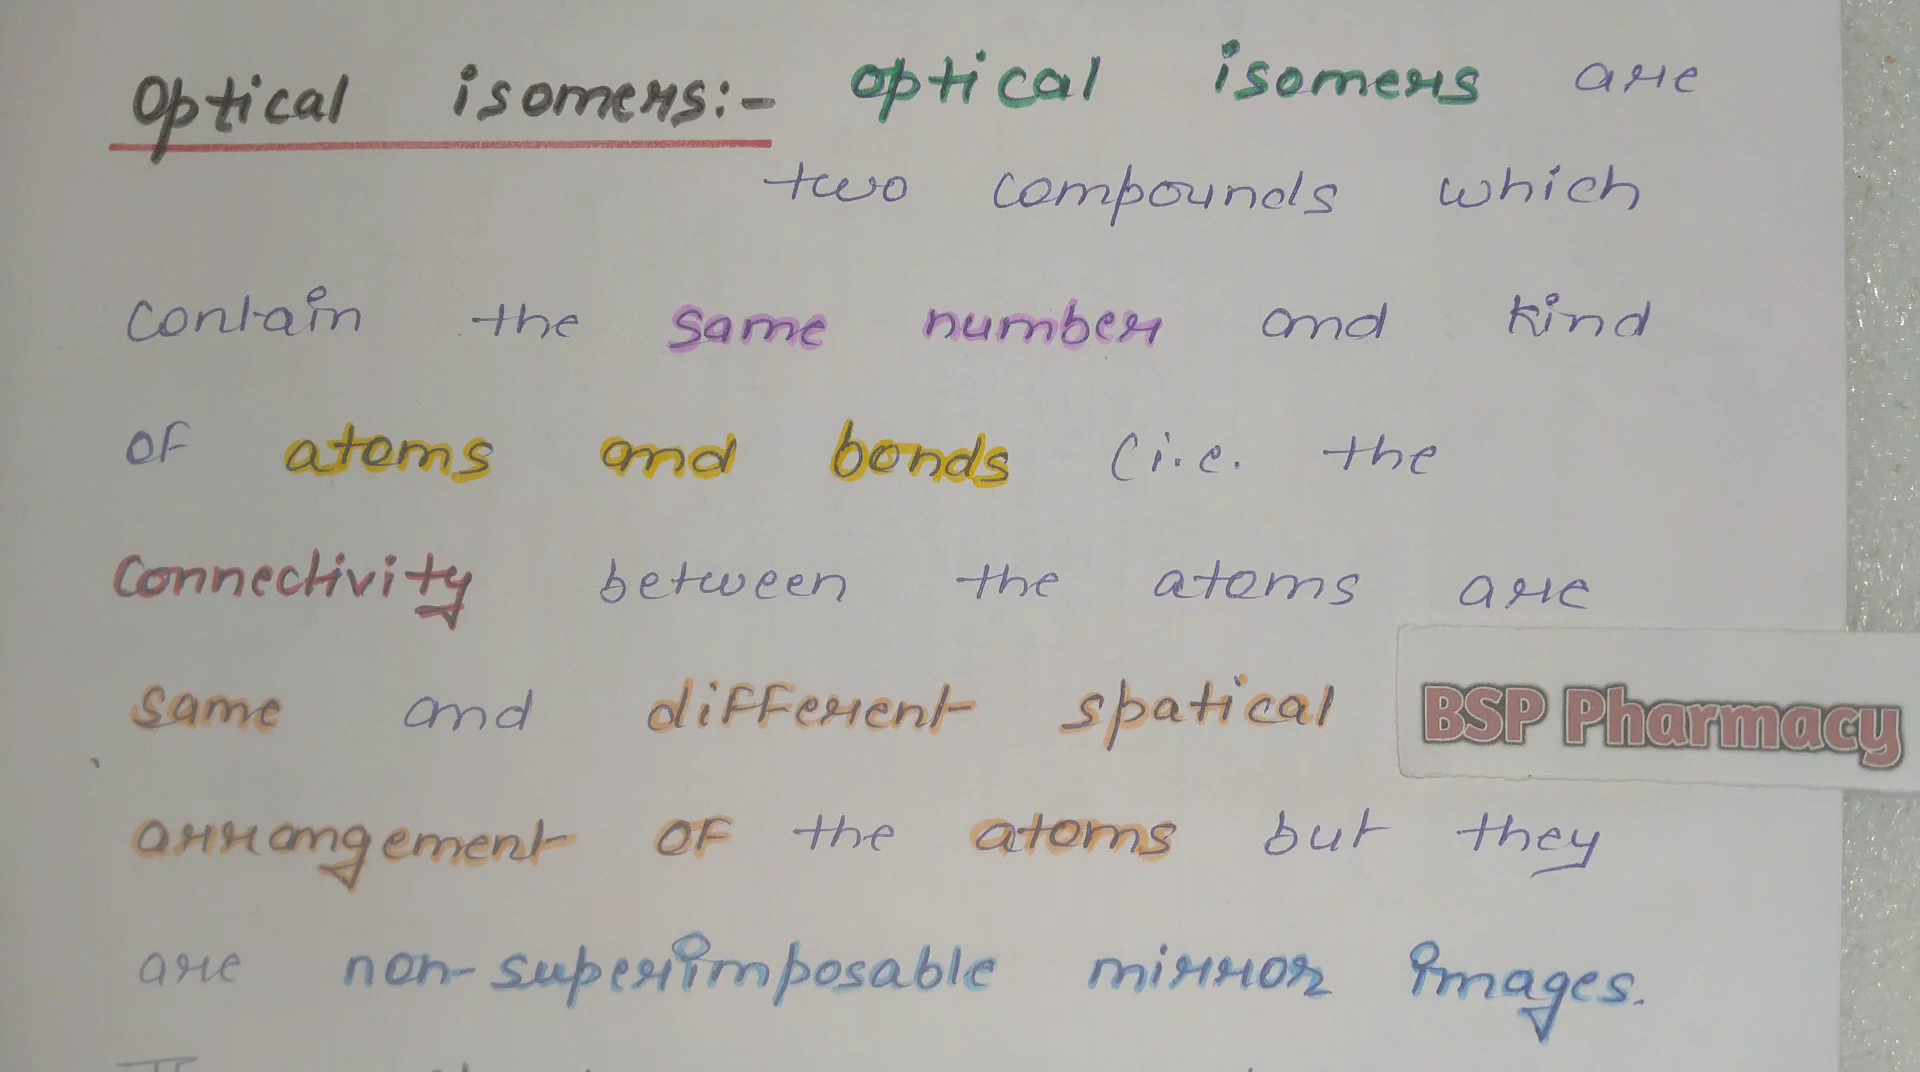 Optical isomers:- optical isomers are
two compounds which
contain the same number and kind
of atoms and bonds (i.e. the
connectivity between the atoms are
same and different spatical
BSP Pharmacy
arrangement of the atoms but they
are non-superimposable mirror images.